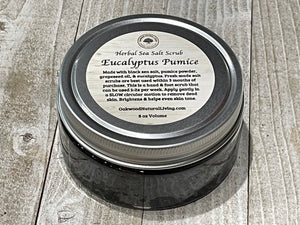 Herbal Sea Salt Scrub
Eucalyptus Pumice
Made with black sea salt, pumice powder,
grapeseed oil, & eucalyptus. Fresh made salt
scrubs are best used within 3 months of
purchase. This is a hand & foot scrub that
can be used 1-2x per week. Apply gently in
a SLOW circular motion to remove dead
skin. Brightens & helps even skin tone.
OakwoodNaturalLiving.com
8 oz Volume